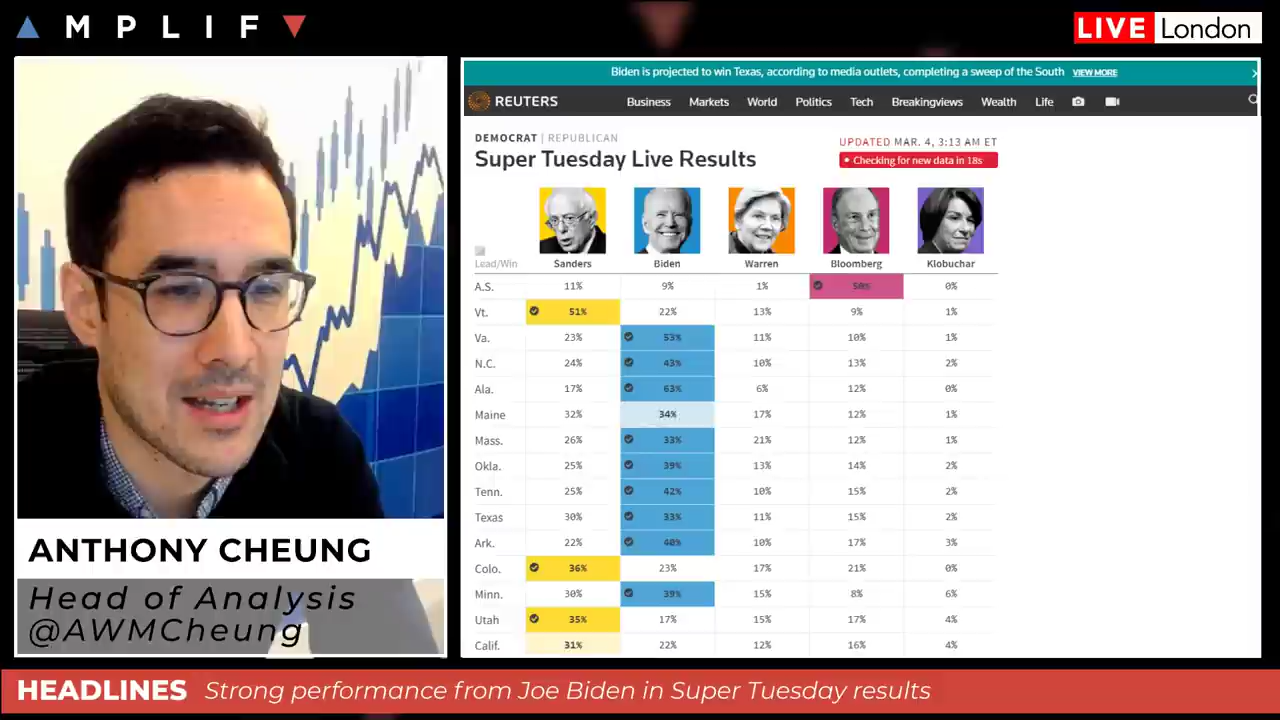 ▲ M P L I F ▼
LIVE London
Biden is projected to win Texas, according to media outlets, completing a sweep of the South VIEW MORE
REUTERS Business Markets World Politics Tech Breakingviews Wealth Life
DEMOCRAT | REPUBLICAN
Super Tuesday Live Results
UPDATED MAR. 4, 3:13 AM ET
• Checking for new data in 18s
Lead/Win Sanders Biden Warren Bloomberg Klobuchar
A.S. 11% 9% 1% 50% 0%
Vt. 51% 22% 13% 9% 1%
Va. 23% 53% 11% 10% 1%
N.C. 24% 43% 10% 13% 2%
Ala. 17% 63% 6% 12% 0%
Maine 32% 34% 17% 12% 1%
Mass. 26% 33% 21% 12% 1%
Okla. 25% 39% 13% 14% 2%
Tenn. 25% 42% 10% 15% 2%
Texas 30% 33% 11% 15% 2%
Ark. 22% 40% 10% 17% 3%
Colo. 36% 23% 17% 21% 0%
Minn. 30% 39% 15% 8% 6%
Utah 35% 17% 15% 17% 4%
Calif. 31% 22% 12% 16% 4%
ANTHONY CHEUNG
Head of Analysis
@AWMCheung
HEADLINES Strong performance from Joe Biden in Super Tuesday results